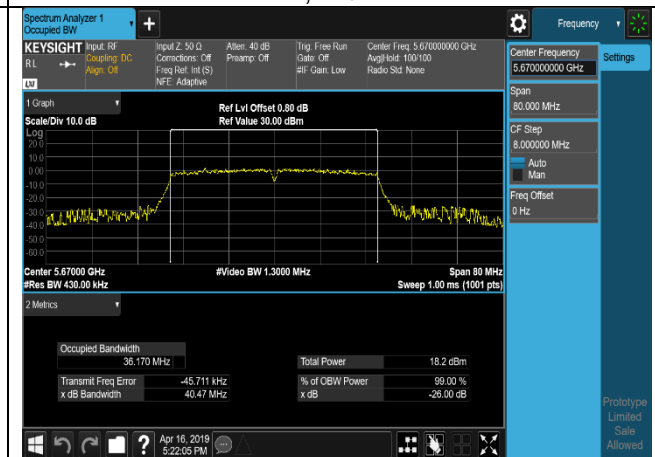 Spectrum Analyzer 1
Occupied BW
Frequency
KEYSIGHT
Input: RF
Coupling: DC
Align: Off
Input Z: 50 Ω
Corrections: Off
Freq Ref: Int (S)
NFE: Adaptive
Atten: 40 dB
Preamp: Off
Trig: Free Run
Gate: Off
#IF Gain: Low
Center Freq: 5.670000000 GHz
Avg|Hold: 100/100
Radio Std: None
R L
LXI
Center Frequency
5.670000000 GHz
Settings
Span
80.000 MHz
CF Step
8.000000 MHz
Auto
Man
Freq Offset
0 Hz
1 Graph
Scale/Div 10.0 dB
Ref Lvl Offset 0.80 dB
Ref Value 30.00 dBm
Log
20.0
10.0
0.00
-10.0
-20.0
-30.0
-40.0
-50.0
-60.0
Center 5.67000 GHz
#Video BW 1.3000 MHz
Span 80 MHz
#Res BW 430.00 kHz
Sweep 1.00 ms (1001 pts)
2 Metrics
Occupied Bandwidth
36.170 MHz
Total Power 18.2 dBm
Transmit Freq Error -45.711 kHz
% of OBW Power 99.00 %
x dB Bandwidth 40.47 MHz
x dB -26.00 dB
Prototype
Limited
Sale
Allowed
?
Apr 16, 2019
5:22:05 PM